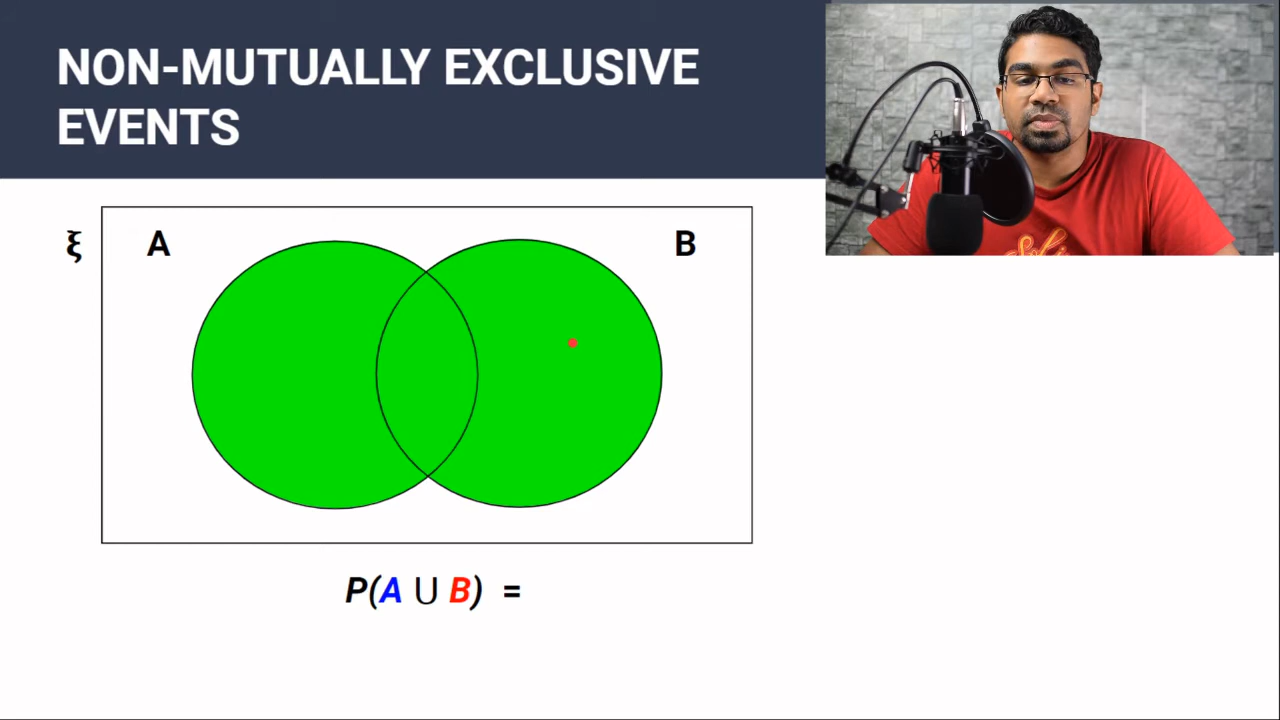 NON-MUTUALLY EXCLUSIVE
EVENTS
ξ
A
B
P(A ⋃ B) =